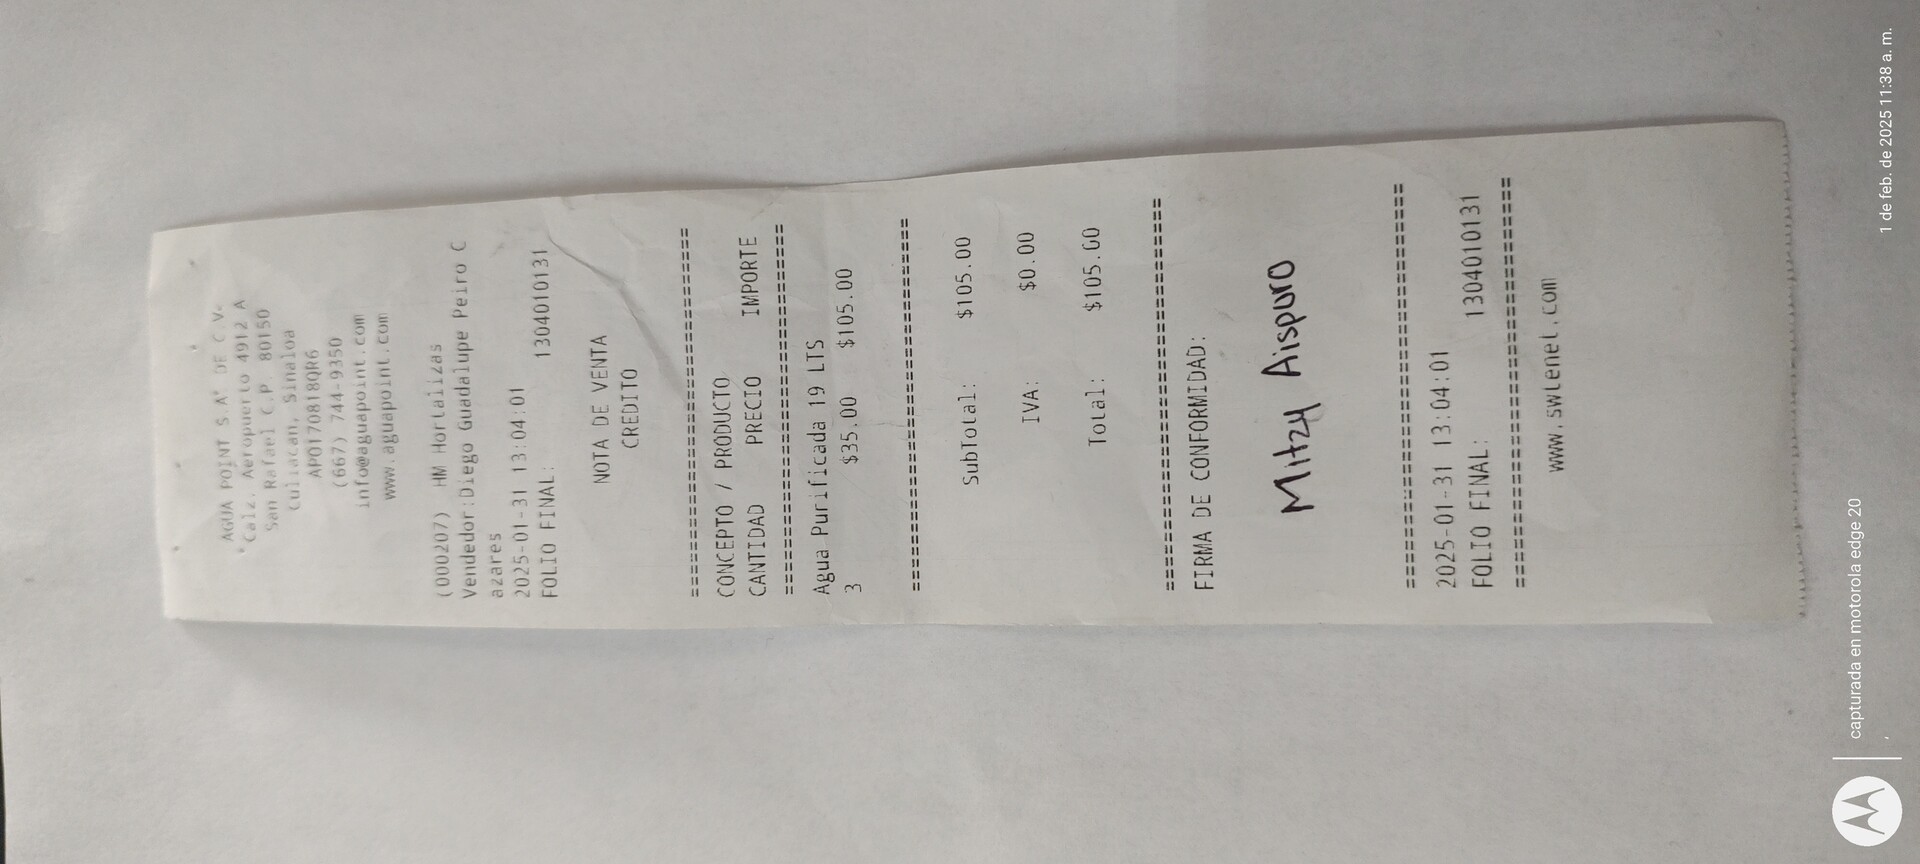 AGUA POINT S.A. DE C.V.
Calz. Aeropuerto 4912 A
San Rafael C.P. 80150
Culiacan, Sinaloa
APO170818QR6
(667) 744-9350
info@aguapoint.com
www.aguapoint.com
(000207) HM Hortalizas
Vendedor:Diego Guadalupe Peiro C
azares
2025-01-31 13:04:01
FOLIO FINAL: 1304010131
NOTA DE VENTA
CREDITO
================================
CONCEPTO / PRODUCTO
CANTIDAD PRECIO IMPORTE
================================
Agua Purificada 19 LTS
3 $35.00 $105.00
================================
SubTotal: $105.00
IVA: $0.00
Total: $105.00
================================
FIRMA DE CONFORMIDAD:
Mitzy Aispuro
================================
2025-01-31 13:04:01
FOLIO FINAL: 1304010131
================================
www.swtenet.com
capturada en motorola edge 20
1 de feb. de 2025 11:38 a. m.